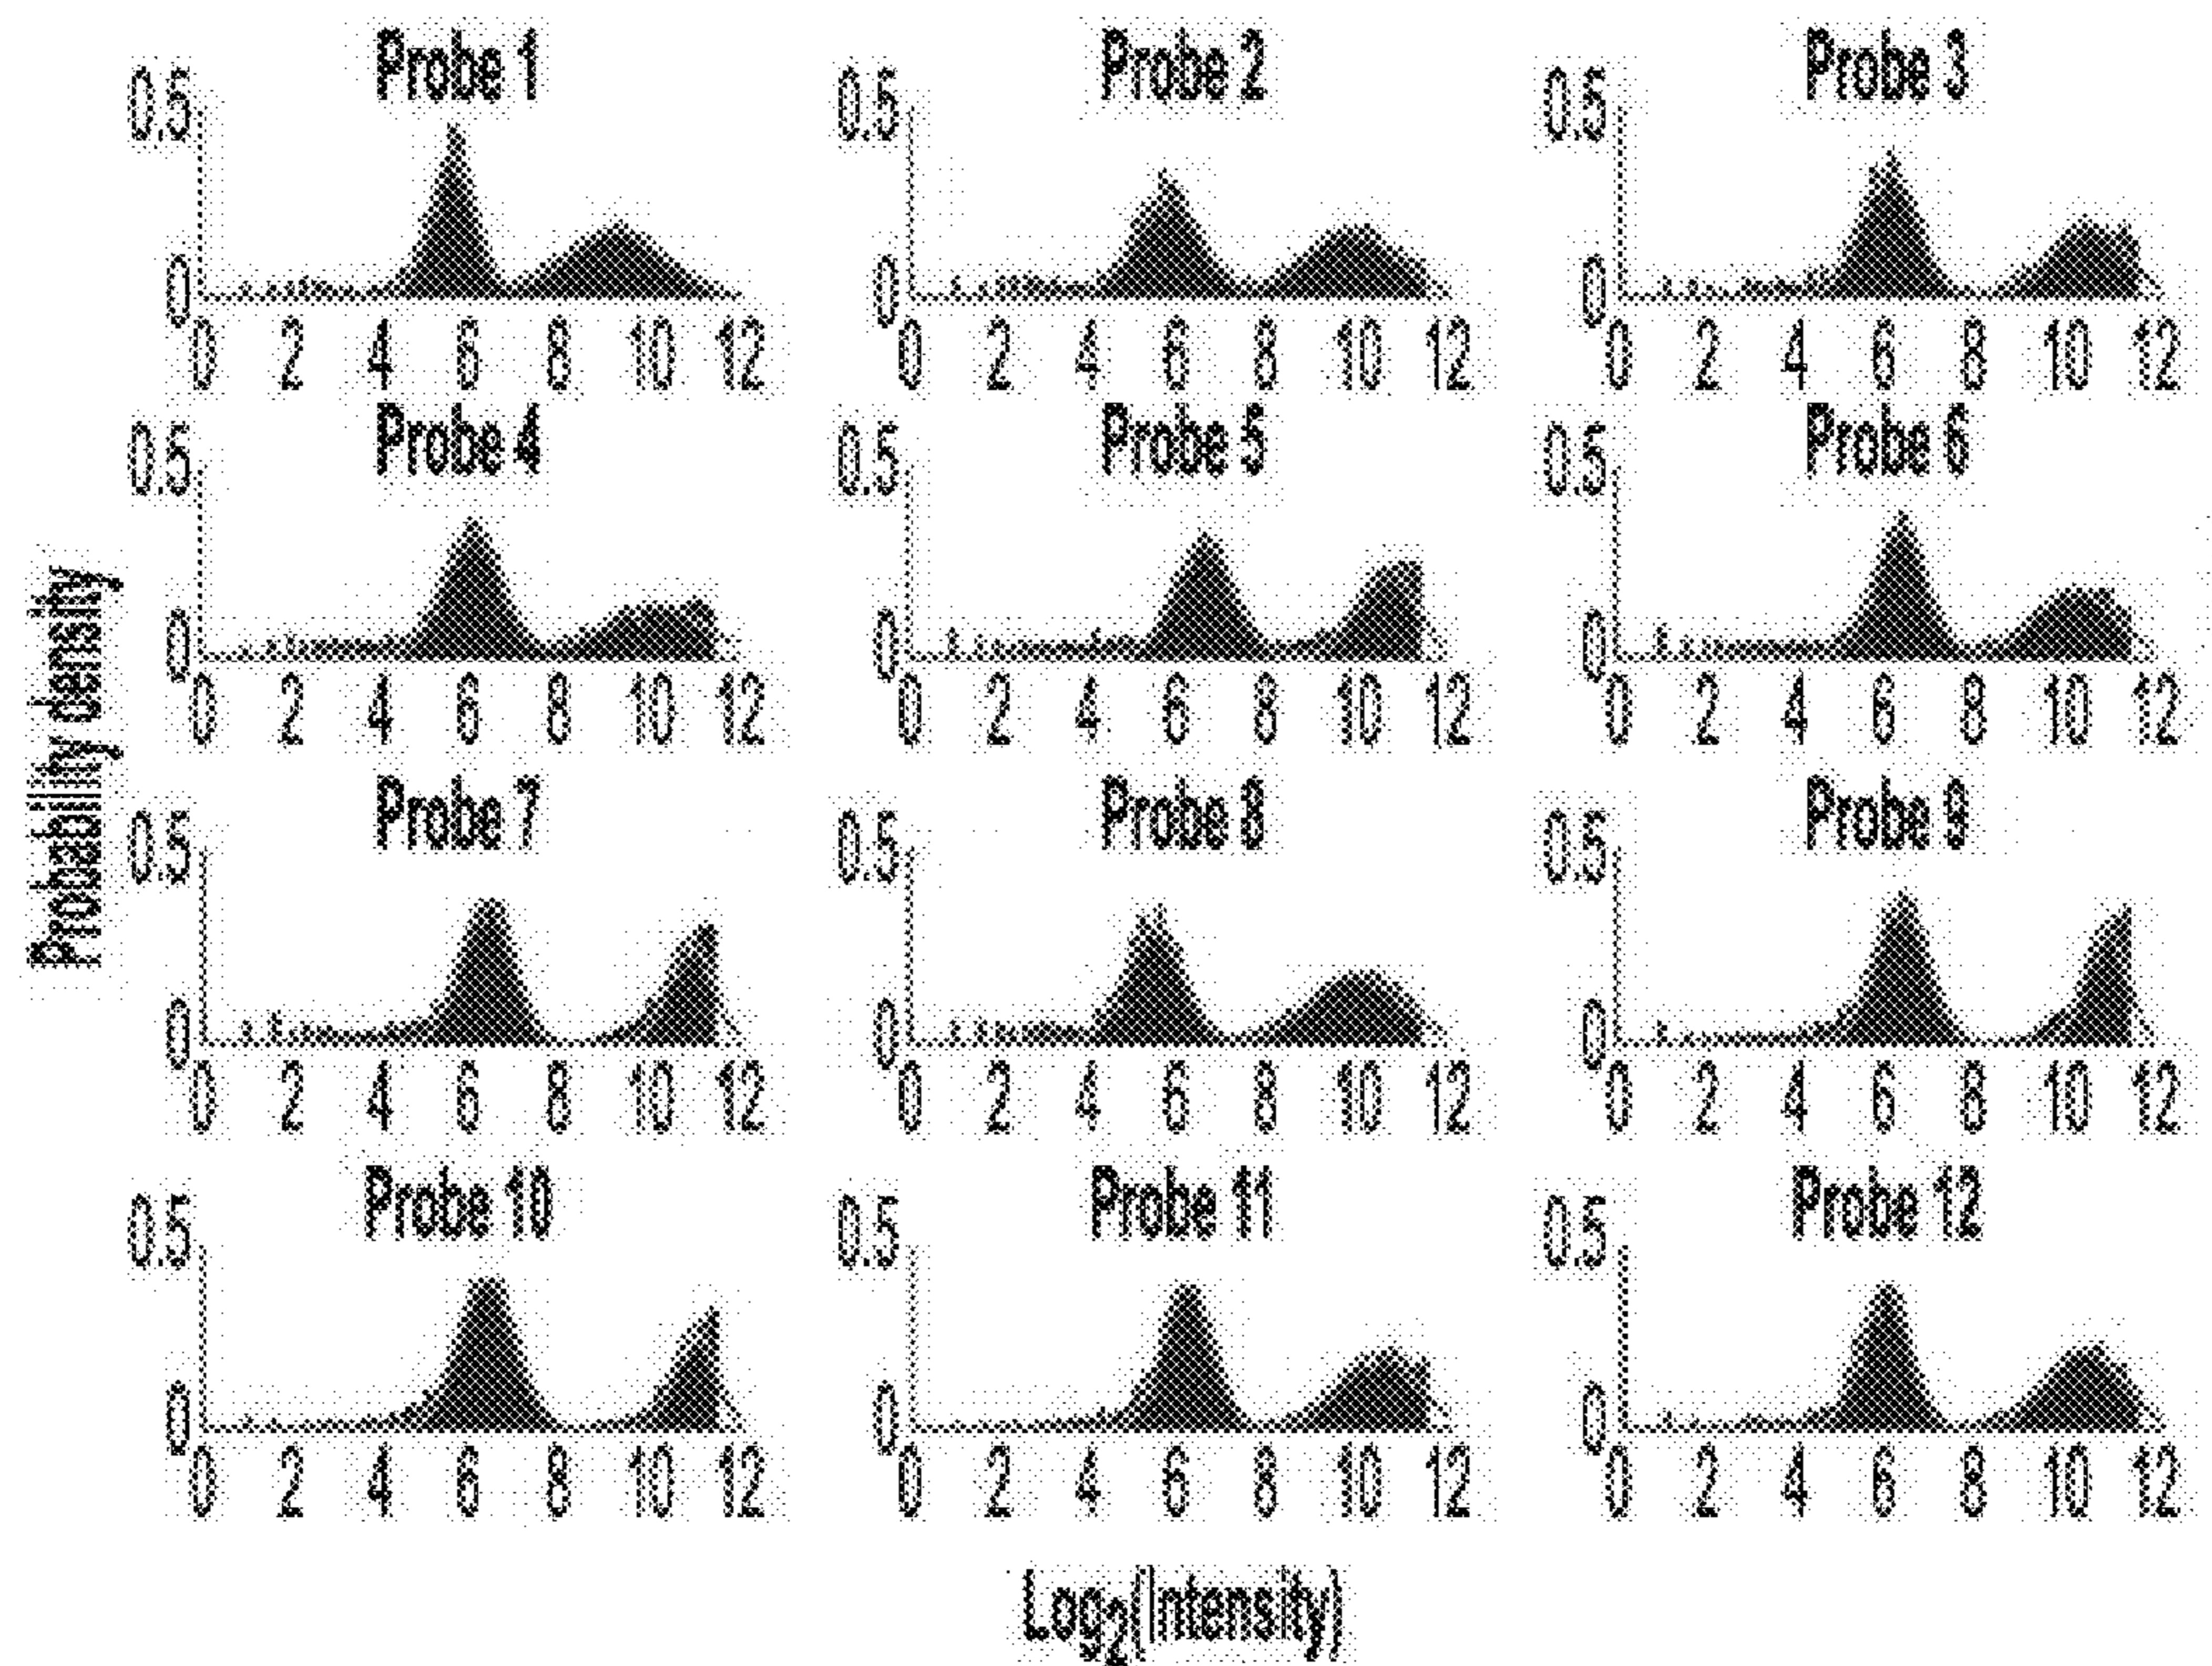 Probe 1 Probe 2 Probe 3
0.5 0.5 0.5
0 0 0
0 2 4 6 8 10 12 0 2 4 6 8 10 12 0 2 4 6 8 10 12
Probe 4 Probe 5 Probe 6
0.5 0.5 0.5
0 0 0
0 2 4 6 8 10 12 0 2 4 6 8 10 12 0 2 4 6 8 10 12
Probability density
Probe 7 Probe 8 Probe 9
0.5 0.5 0.5
0 0 0
0 2 4 6 8 10 12 0 2 4 6 8 10 12 0 2 4 6 8 10 12
Probe 10 Probe 11 Probe 12
0.5 0.5 0.5
0 0 0
0 2 4 6 8 10 12 0 2 4 6 8 10 12 0 2 4 6 8 10 12
Log₂(Intensity)